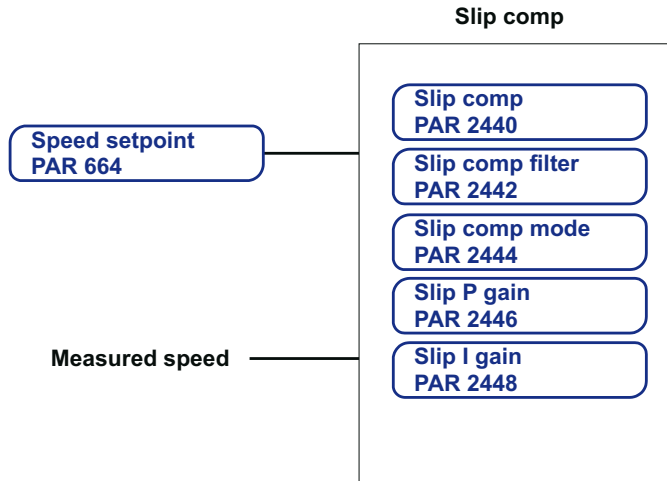 Slip comp
Speed setpoint
PAR 664
Measured speed
Slip comp
PAR 2440
Slip comp filter
PAR 2442
Slip comp mode
PAR 2444
Slip P gain
PAR 2446
Slip I gain
PAR 2448